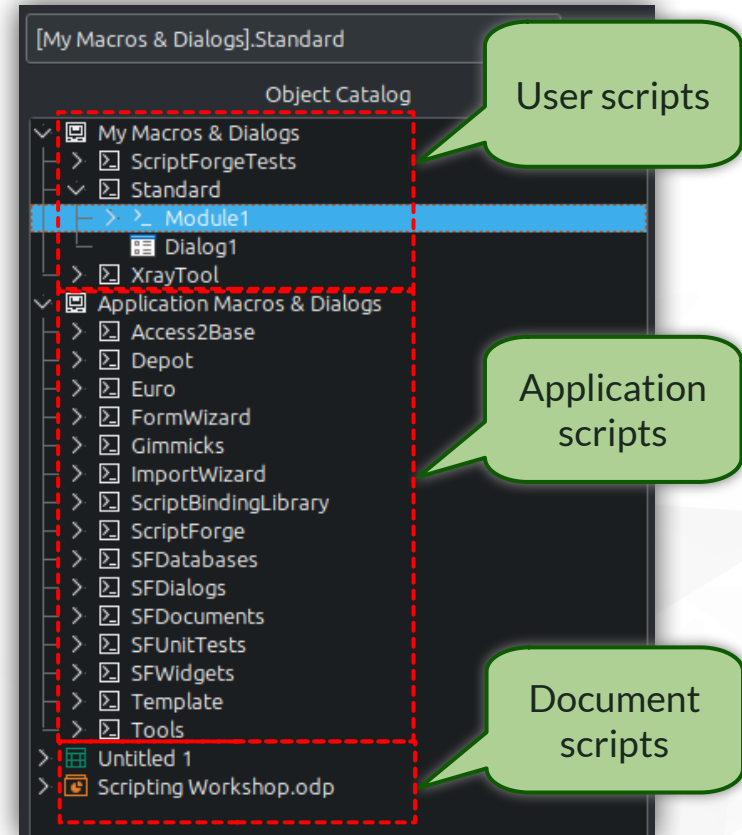 [My Macros & Dialogs].Standard
Object Catalog
User scripts
My Macros & Dialogs
ScriptForgeTests
Standard
Module1
Dialog1
XrayTool
Application Macros & Dialogs
Access2Base
Depot
Euro
FormWizard
Gimmicks
ImportWizard
ScriptBindingLibrary
ScriptForge
SFDatabases
SFDialogs
SFDocuments
SFUnitTests
SFWidgets
Template
Tools
Application
scripts
Untitled 1
Scripting Workshop.odp
Document
scripts